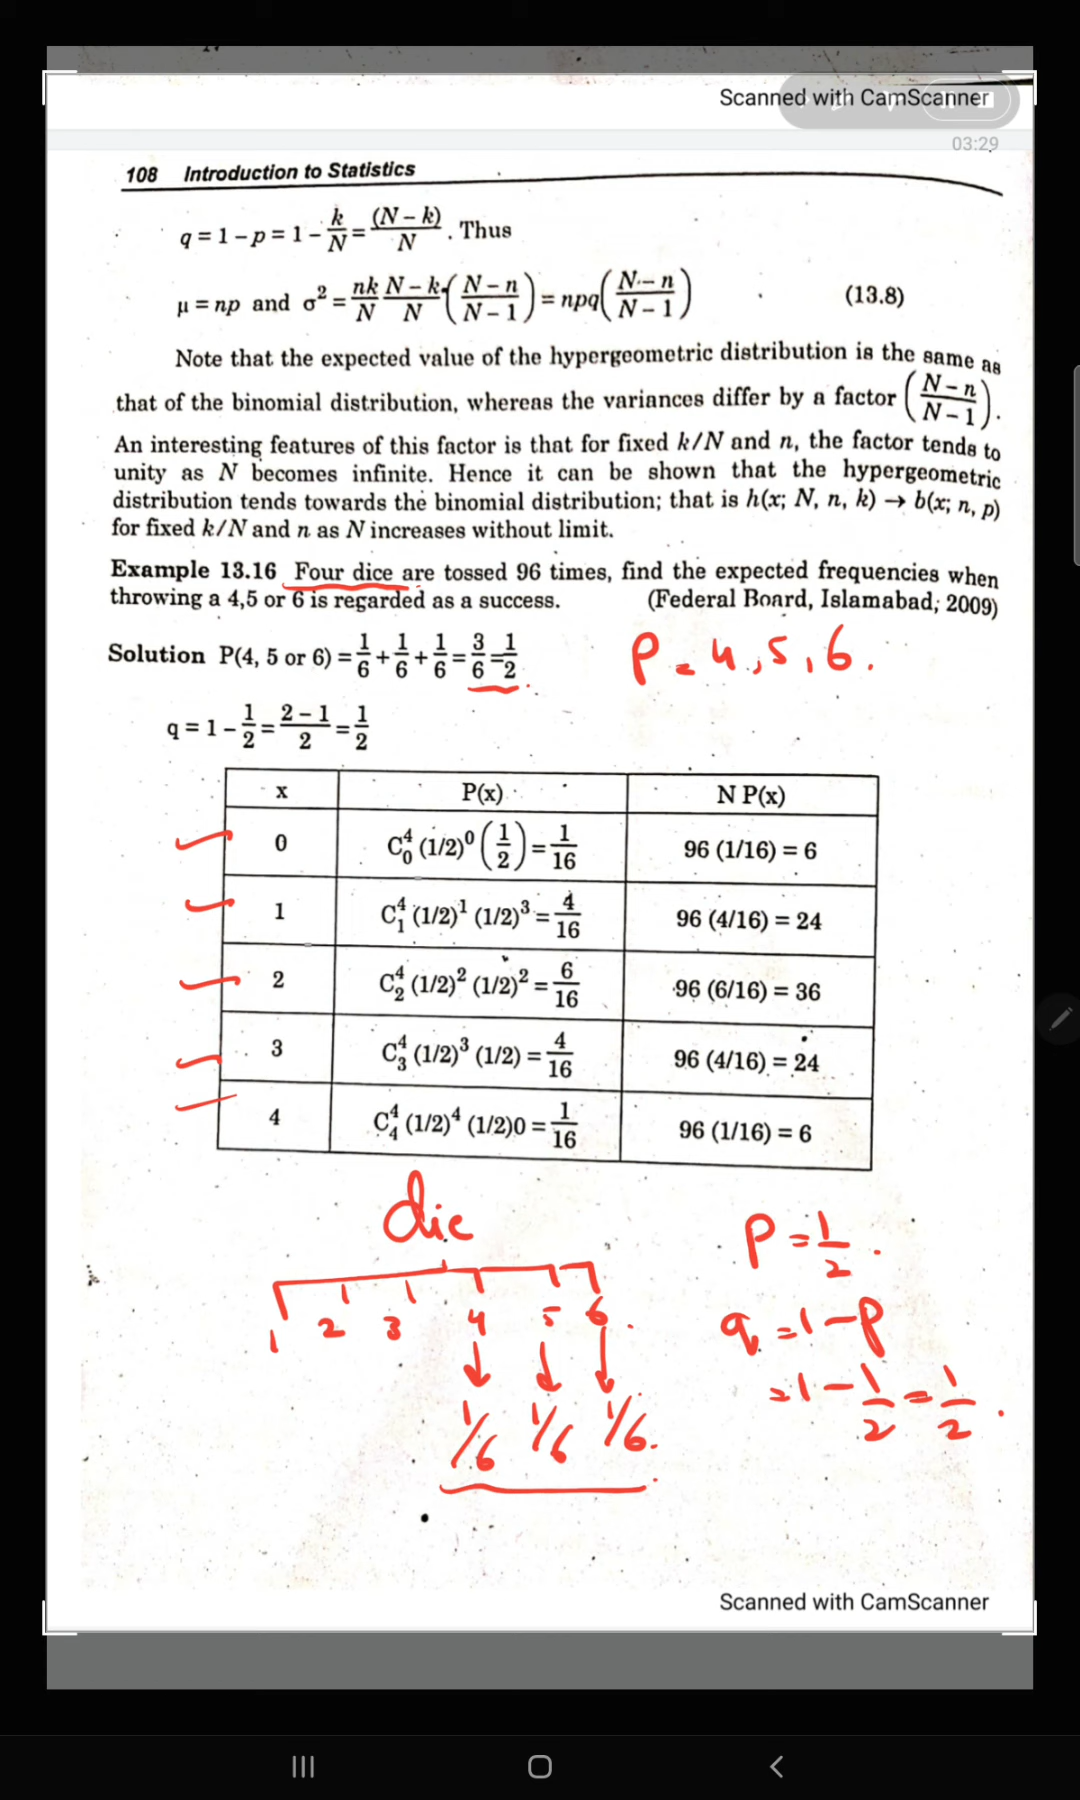 Scanned with CamScanner
03:29
108 Introduction to Statistics
q = 1 – p = 1 – k/N = (N – k)/N . Thus
μ = np and σ² = nk/N N – k/N (N – n/N – 1) = npq(N – n/N – 1) (13.8)
Note that the expected value of the hypergeometric distribution is the same as
that of the binomial distribution, whereas the variances differ by a factor (N – n/N – 1).
An interesting features of this factor is that for fixed k/N and n, the factor tends to
unity as N becomes infinite. Hence it can be shown that the hypergeometric
distribution tends towards the binomial distribution; that is h(x; N, n, k) → b(x; n, p)
for fixed k/N and n as N increases without limit.
Example 13.16 Four dice are tossed 96 times, find the expected frequencies when
throwing a 4,5 or 6 is regarded as a success. (Federal Board, Islamabad; 2009)
Solution P(4, 5 or 6) = 1/6 + 1/6 + 1/6 = 3/6 = 1/2
P = 4, 5, 6.
q = 1 – 1/2 = 2 – 1/2 = 1/2
x P(x) N P(x)
0 C⁴₀ (1/2)⁰ (1/2) = 1/16 96 (1/16) = 6
1 C⁴₁ (1/2)¹ (1/2)³ = 4/16 96 (4/16) = 24
2 C⁴₂ (1/2)² (1/2)² = 6/16 96 (6/16) = 36
3 C⁴₃ (1/2)³ (1/2) = 4/16 96 (4/16) = 24
4 C⁴₄ (1/2)⁴ (1/2)0 = 1/16 96 (1/16) = 6
die
1 2 3 4 5 6
1/6 1/6 1/6.
P = 1/2.
q = 1 – P
= 1 – 1/2 = 1/2.
Scanned with CamScanner